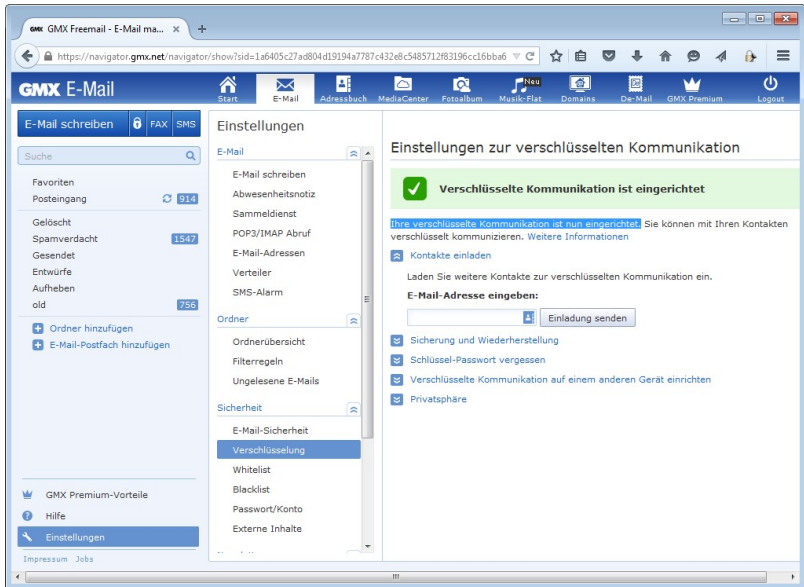 GMX GMX Freemail - E-Mail ma... × +
https://navigator.gmx.net/navigator/show?sid=1a6405c27ad804d19194a7787c432e8c5485712f83196cc16bba6
GMX E-Mail
Start E-Mail Adressbuch MediaCenter Fotoalbum Musik-Flat Neu Domains De-Mail GMX Premium Logout
E-Mail schreiben FAX SMS
Suche
Favoriten
Posteingang 914
Gelöscht
Spamverdacht 1547
Gesendet
Entwürfe
Aufheben
old 756
Ordner hinzufügen
E-Mail-Postfach hinzufügen
GMX Premium-Vorteile
Hilfe
Einstellungen
Impressum Jobs
Einstellungen
E-Mail
E-Mail schreiben
Abwesenheitsnotiz
Sammeldienst
POP3/IMAP Abruf
E-Mail-Adressen
Verteiler
SMS-Alarm
Ordner
Ordnerübersicht
Filterregeln
Ungelesene E-Mails
Sicherheit
E-Mail-Sicherheit
Verschlüsselung
Whitelist
Blacklist
Passwort/Konto
Externe Inhalte
Einstellungen zur verschlüsselten Kommunikation
Verschlüsselte Kommunikation ist eingerichtet
Ihre verschlüsselte Kommunikation ist nun eingerichtet. Sie können mit Ihren Kontakten
verschlüsselt kommunizieren. Weitere Informationen
Kontakte einladen
Laden Sie weitere Kontakte zur verschlüsselten Kommunikation ein.
E-Mail-Adresse eingeben:
Einladung senden
Sicherung und Wiederherstellung
Schlüssel-Passwort vergessen
Verschlüsselte Kommunikation auf einem anderen Gerät einrichten
Privatsphäre